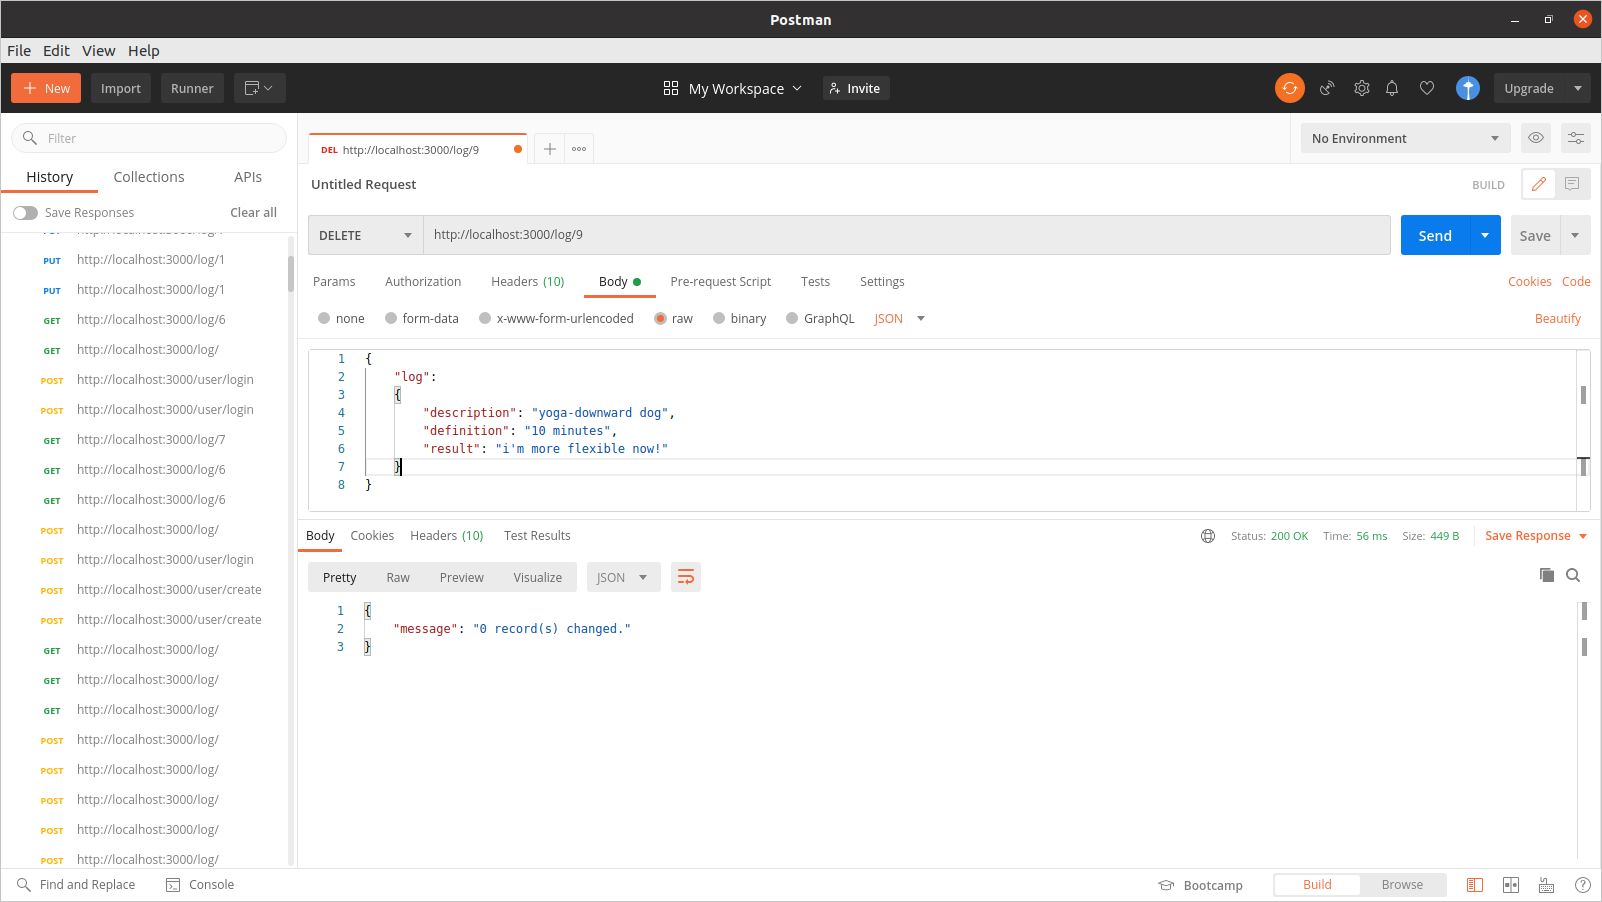 Postman
File Edit View Help
New Import Runner My Workspace Invite Upgrade
Filter
History Collections APIs
Save Responses Clear all
PUT http://localhost:3000/log/1
PUT http://localhost:3000/log/1
GET http://localhost:3000/log/6
GET http://localhost:3000/log/
POST http://localhost:3000/user/login
POST http://localhost:3000/user/login
GET http://localhost:3000/log/7
GET http://localhost:3000/log/6
GET http://localhost:3000/log/6
POST http://localhost:3000/log/
POST http://localhost:3000/user/login
POST http://localhost:3000/user/create
POST http://localhost:3000/user/create
GET http://localhost:3000/log/
GET http://localhost:3000/log/
GET http://localhost:3000/log/
POST http://localhost:3000/log/
POST http://localhost:3000/log/
POST http://localhost:3000/log/
POST http://localhost:3000/log/
POST http://localhost:3000/log/
DEL http://localhost:3000/log/9
No Environment
Untitled Request
BUILD
DELETE http://localhost:3000/log/9 Send Save
Params Authorization Headers (10) Body Pre-request Script Tests Settings Cookies Code
none form-data x-www-form-urlencoded raw binary GraphQL JSON Beautify
1 {
2 "log":
3 {
4 "description": "yoga-downward dog",
5 "definition": "10 minutes",
6 "result": "i'm more flexible now!"
7 }
8 }
Body Cookies Headers (10) Test Results Status: 200 OK Time: 56 ms Size: 449 B Save Response
Pretty Raw Preview Visualize JSON
1 {
2 "message": "0 record(s) changed."
3 }
Find and Replace Console Bootcamp Build Browse